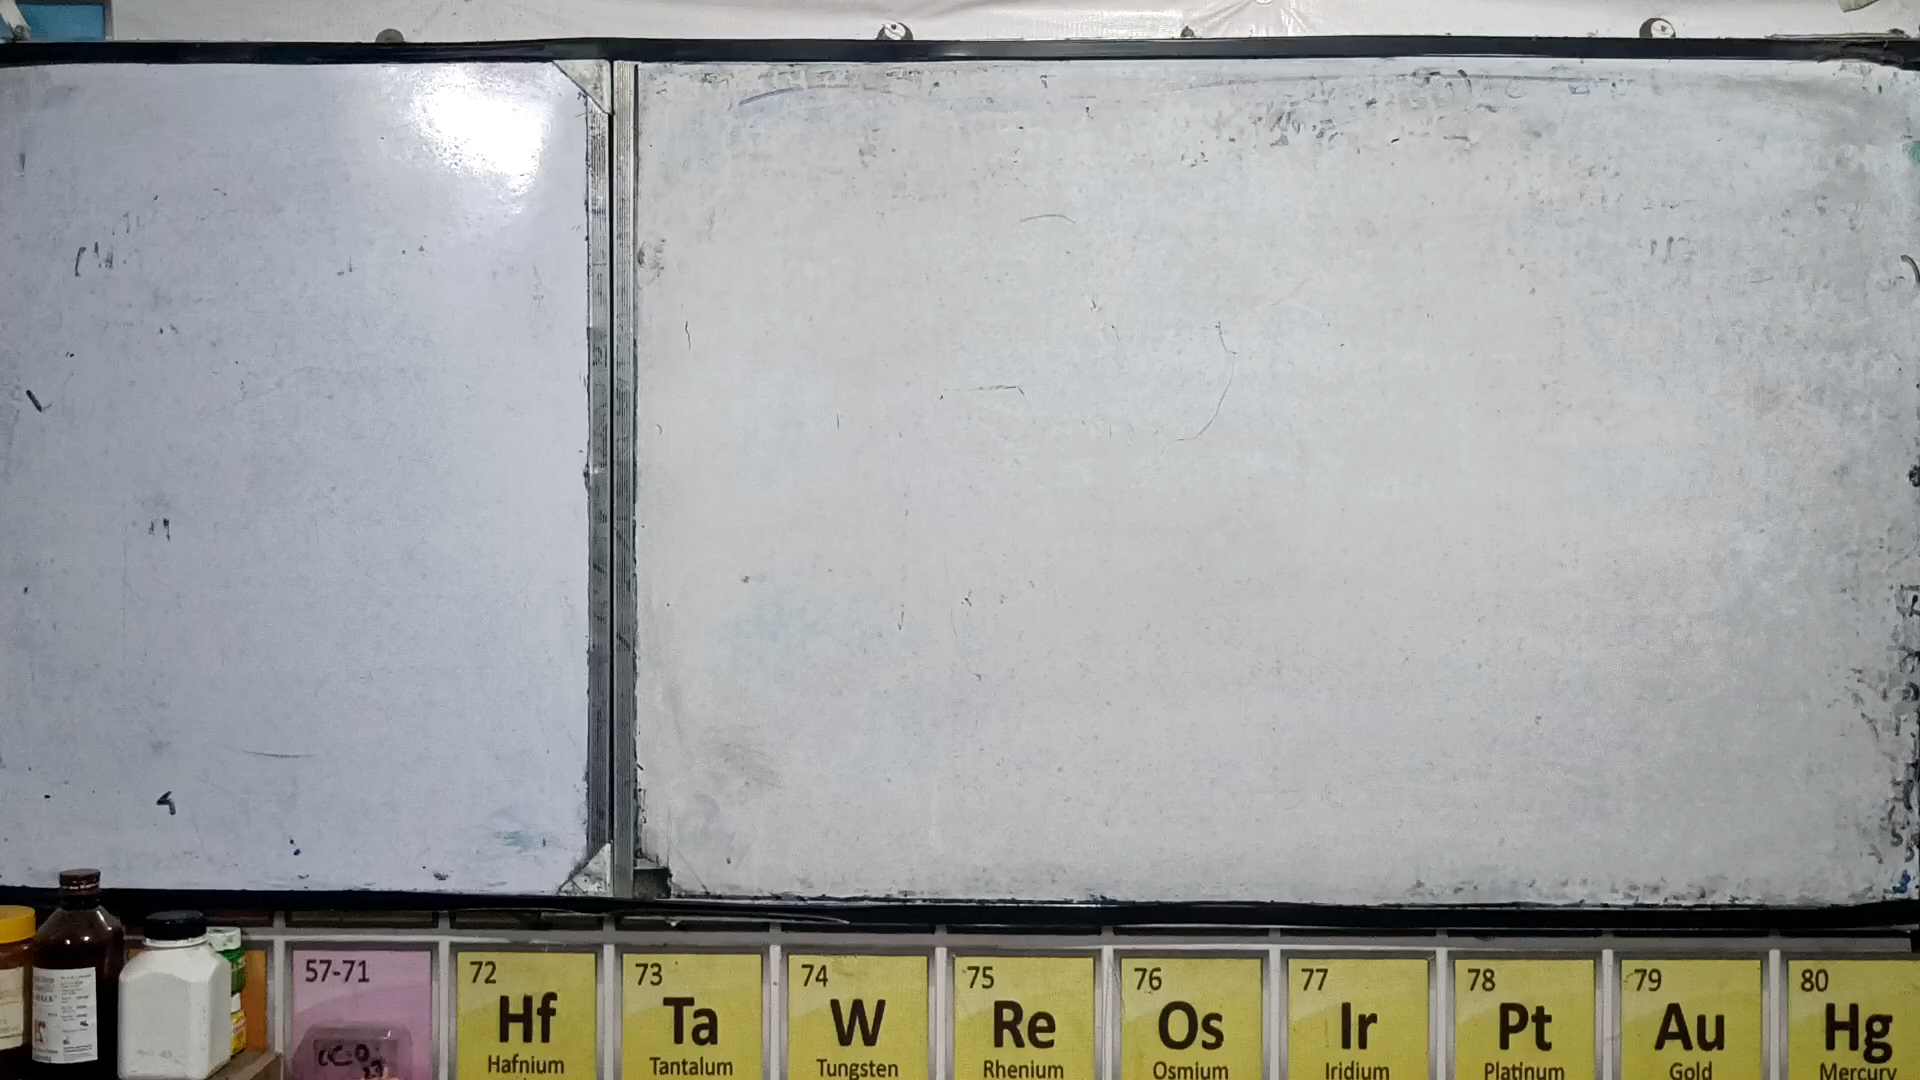 57-71
72 73 74 75 76 77 78 79 80
Hf Ta W Re Os Ir Pt Au Hg
Hafnium Tantalum Tungsten Rhenium Osmium Iridium Platinum Gold Mercury